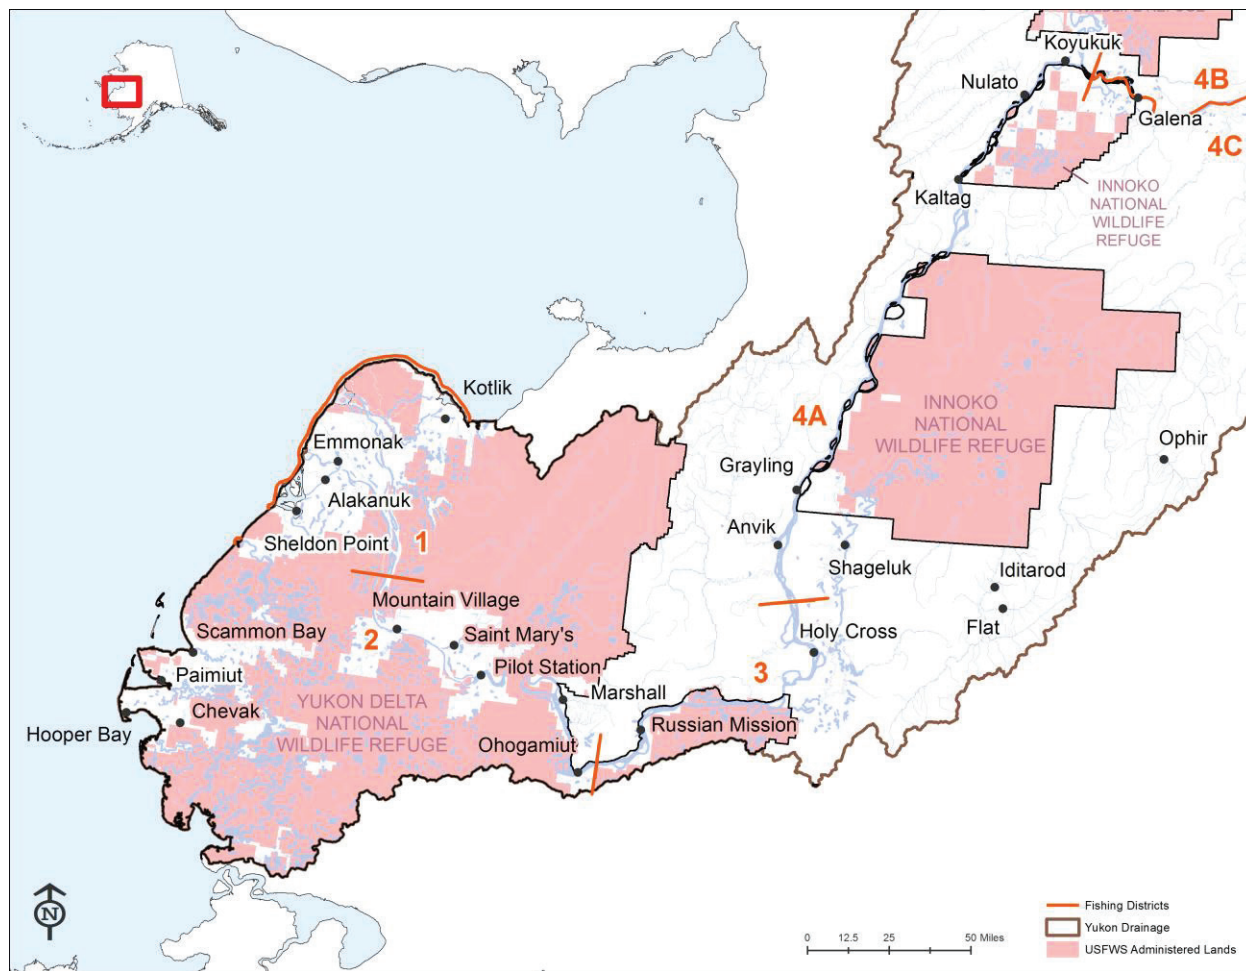 WILDLIFE REFUGE
Koyukuk
Nulato
4B
Galena
4C
Kaltag
INNOKO
NATIONAL
WILDLIFE
REFUGE
Kotlik
4A
INNOKO
NATIONAL
WILDLIFE REFUGE
Emmonak
Ophir
Grayling
Alakanuk
Anvik
Sheldon Point
1
Shageluk
Iditarod
Mountain Village
Scammon Bay
2
Saint Mary's
Holy Cross
Flat
Pilot Station
3
Paimiut
Marshall
Chevak
YUKON DELTA
NATIONAL
WILDLIFE REFUGE
Hooper Bay
Russian Mission
Ohogamiut
N
Fishing Districts
Yukon Drainage
USFWS Administered Lands
0 12.5 25 50 Miles